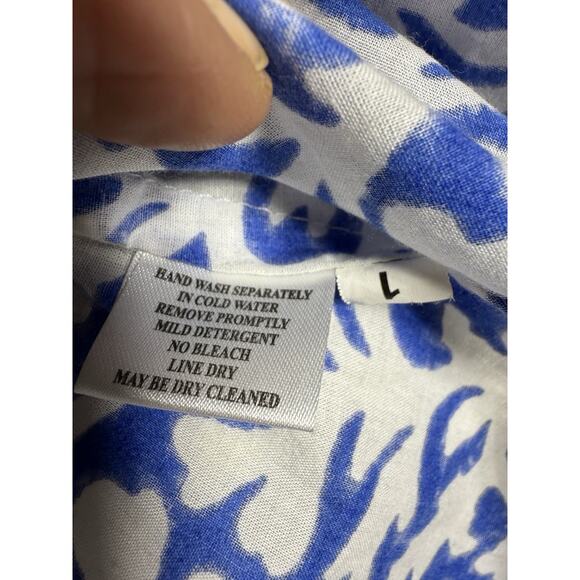 HAND WASH SEPARATELY
IN COLD WATER
REMOVE PROMPTLY
MILD DETERGENT
NO BLEACH
LINE DRY
MAY BE DRY CLEANED
L